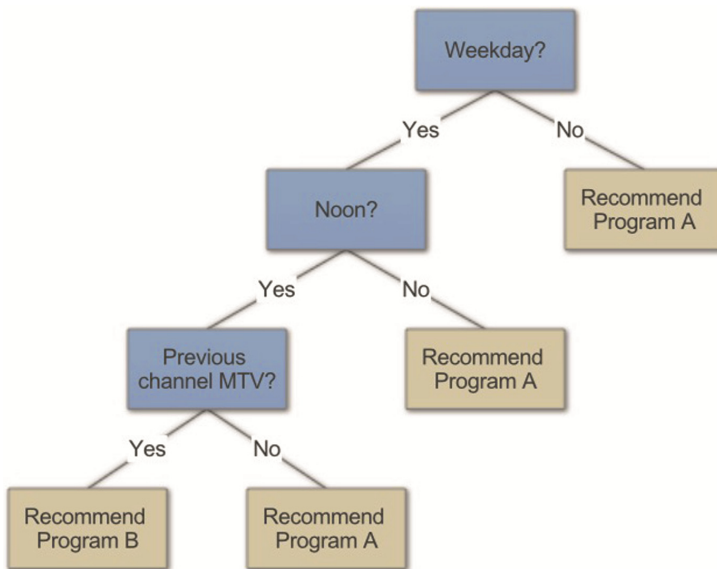 Weekday?
Yes
No
Noon?
Recommend
Program A
Yes
No
Previous
channel MTV?
Recommend
Program A
Yes
No
Recommend
Program B
Recommend
Program A